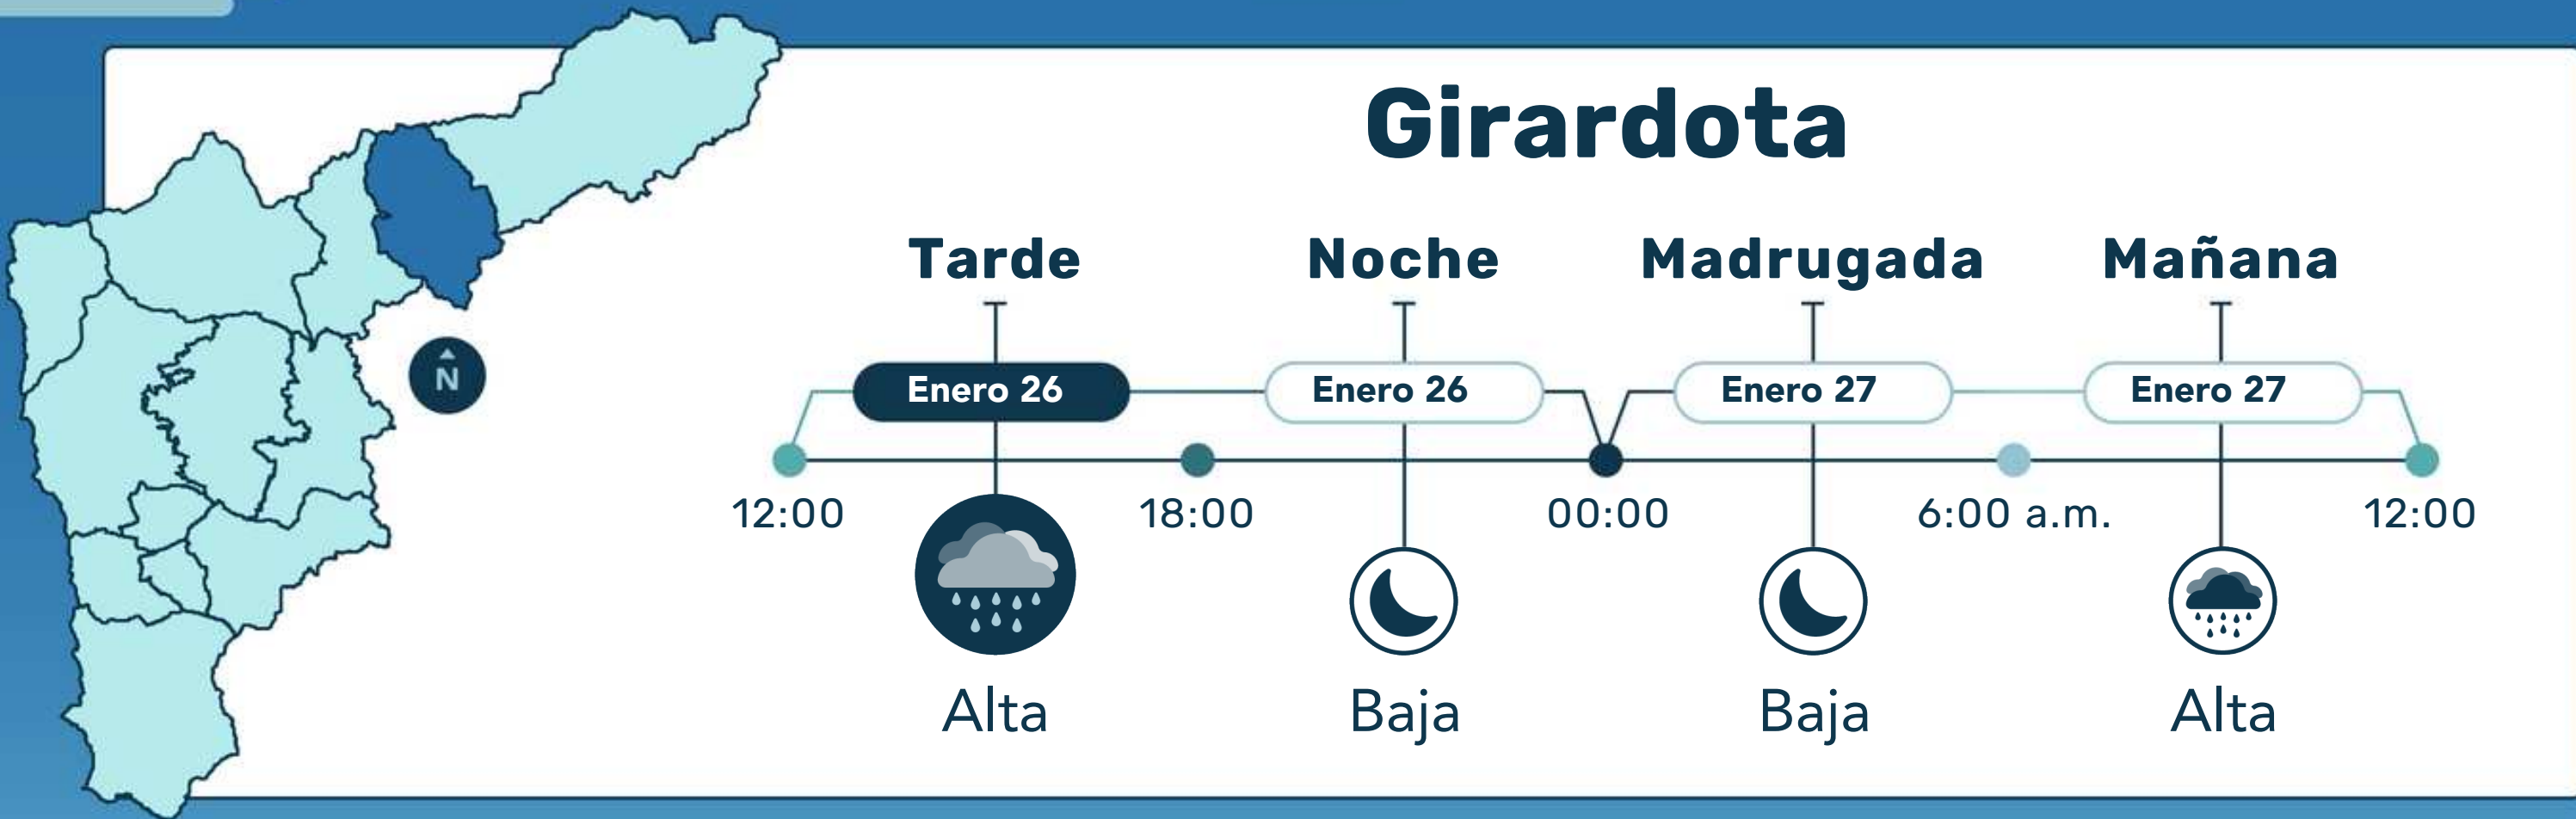 Girardota
Tarde Noche Madrugada Mañana
N
Enero 26 Enero 26 Enero 27 Enero 27
12:00 18:00 00:00 6:00 a.m. 12:00
Alta Baja Baja Alta